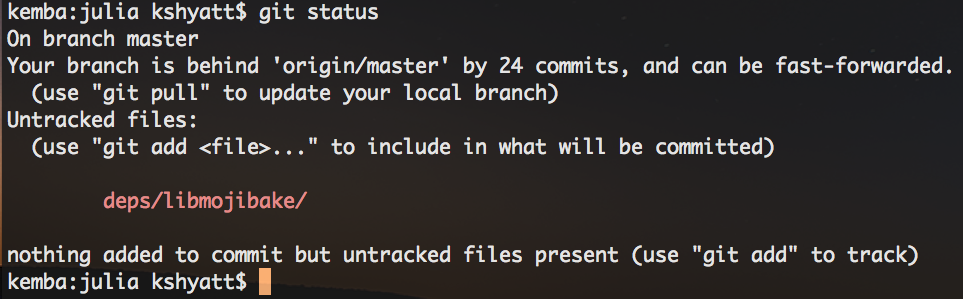 kemba:julia kshyatt$ git status
On branch master
Your branch is behind 'origin/master' by 24 commits, and can be fast-forwarded.
  (use "git pull" to update your local branch)
Untracked files:
  (use "git add <file>..." to include in what will be committed)
        deps/libmojibake/
nothing added to commit but untracked files present (use "git add" to track)
kemba:julia kshyatt$